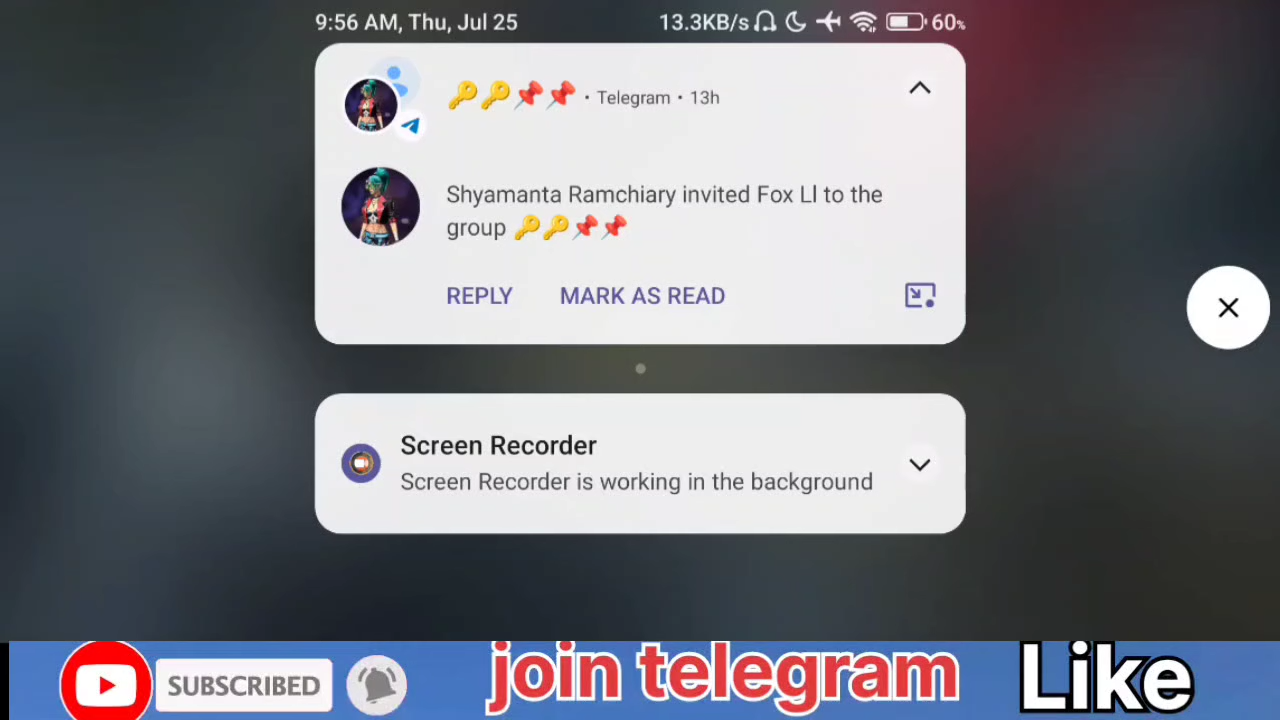 9:56 AM, Thu, Jul 25 13.3KB/s 60%
🔑🔑📌📌 • Telegram • 13h
Shyamanta Ramchiary invited Fox Ll to the
group 🔑🔑📌📌
REPLY MARK AS READ
Screen Recorder
Screen Recorder is working in the background
SUBSCRIBED join telegram Like